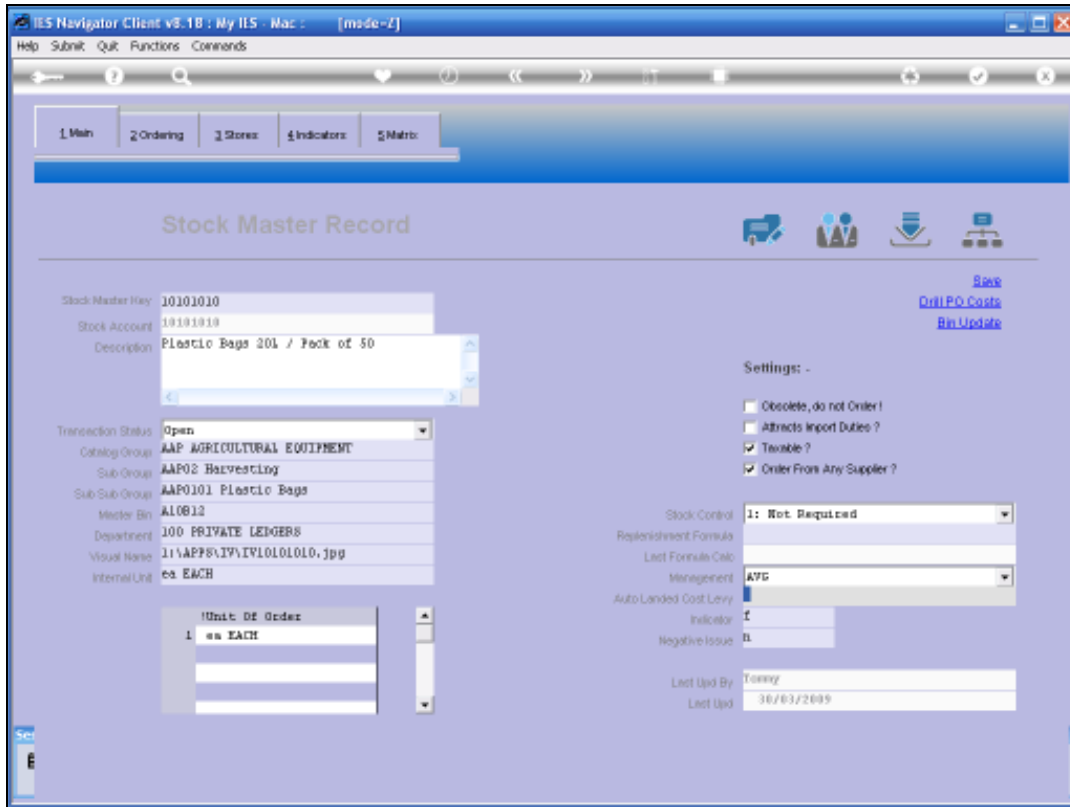 IES Navigator Client v8.1B : My IES - Mac : [mode=Z]
Help Submit Quit Functions Commands
1 Main 2 Ordering 3 Stores 4 Indicators 5 Matrix
Stock Master Record
Save
Drill PO Costs
Bin Update
Stock Master Key 10101010
Stock Account 10101010
Description Plastic Bags 20L / Pack of 50
Transaction Status Open
Catalog Group AAP AGRICULTURAL EQUIPMENT
Sub Group AAP02 Harvesting
Sub Sub Group AAP0101 Plastic Bags
Master Bin A10B12
Department 100 PRIVATE LEDGERS
Visual Name 1:\APPS\IV\IV10101010.jpg
Internal Unit ea EACH
!Unit Of Order
1 ea EACH
Settings: -
Obsolete, do not Order !
Attracts Import Duties ?
Taxable ?
Order From Any Supplier ?
Stock Control 1: Not Required
Replenishment Formula
Last Formula Calc
Management AVG
Auto Landed Cost Levy
Indicator f
Negative Issue n
Last Upd By Tommy
Last Upd 30/03/2009